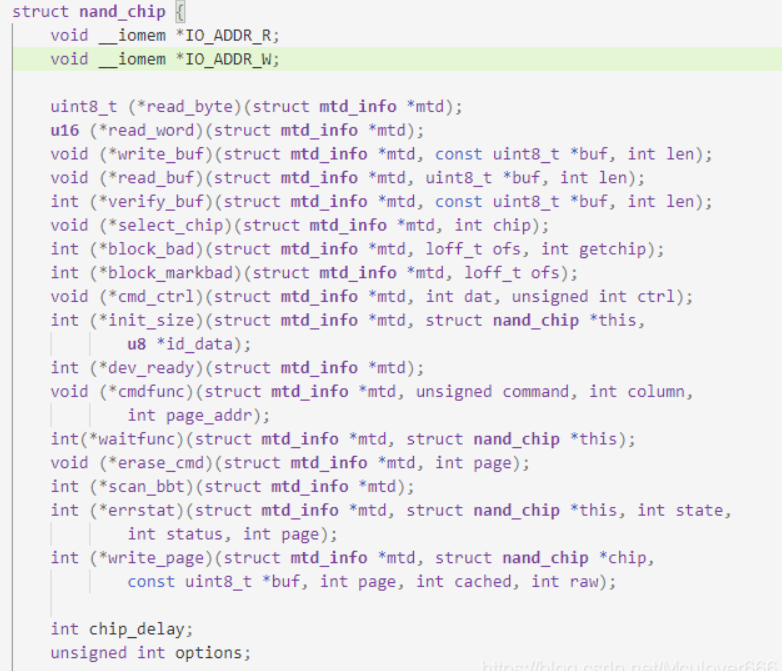 struct nand_chip {
    void __iomem *IO_ADDR_R;
    void __iomem *IO_ADDR_W;

    uint8_t (*read_byte)(struct mtd_info *mtd);
    u16 (*read_word)(struct mtd_info *mtd);
    void (*write_buf)(struct mtd_info *mtd, const uint8_t *buf, int len);
    void (*read_buf)(struct mtd_info *mtd, uint8_t *buf, int len);
    int (*verify_buf)(struct mtd_info *mtd, const uint8_t *buf, int len);
    void (*select_chip)(struct mtd_info *mtd, int chip);
    int (*block_bad)(struct mtd_info *mtd, loff_t ofs, int getchip);
    int (*block_markbad)(struct mtd_info *mtd, loff_t ofs);
    void (*cmd_ctrl)(struct mtd_info *mtd, int dat, unsigned int ctrl);
    int (*init_size)(struct mtd_info *mtd, struct nand_chip *this,
            u8 *id_data);
    int (*dev_ready)(struct mtd_info *mtd);
    void (*cmdfunc)(struct mtd_info *mtd, unsigned command, int column,
            int page_addr);
    int(*waitfunc)(struct mtd_info *mtd, struct nand_chip *this);
    void (*erase_cmd)(struct mtd_info *mtd, int page);
    int (*scan_bbt)(struct mtd_info *mtd);
    int (*errstat)(struct mtd_info *mtd, struct nand_chip *this, int state,
            int status, int page);
    int (*write_page)(struct mtd_info *mtd, struct nand_chip *chip,
            const uint8_t *buf, int page, int cached, int raw);

    int chip_delay;
    unsigned int options;
https://blog.csdn.net/Mculover666